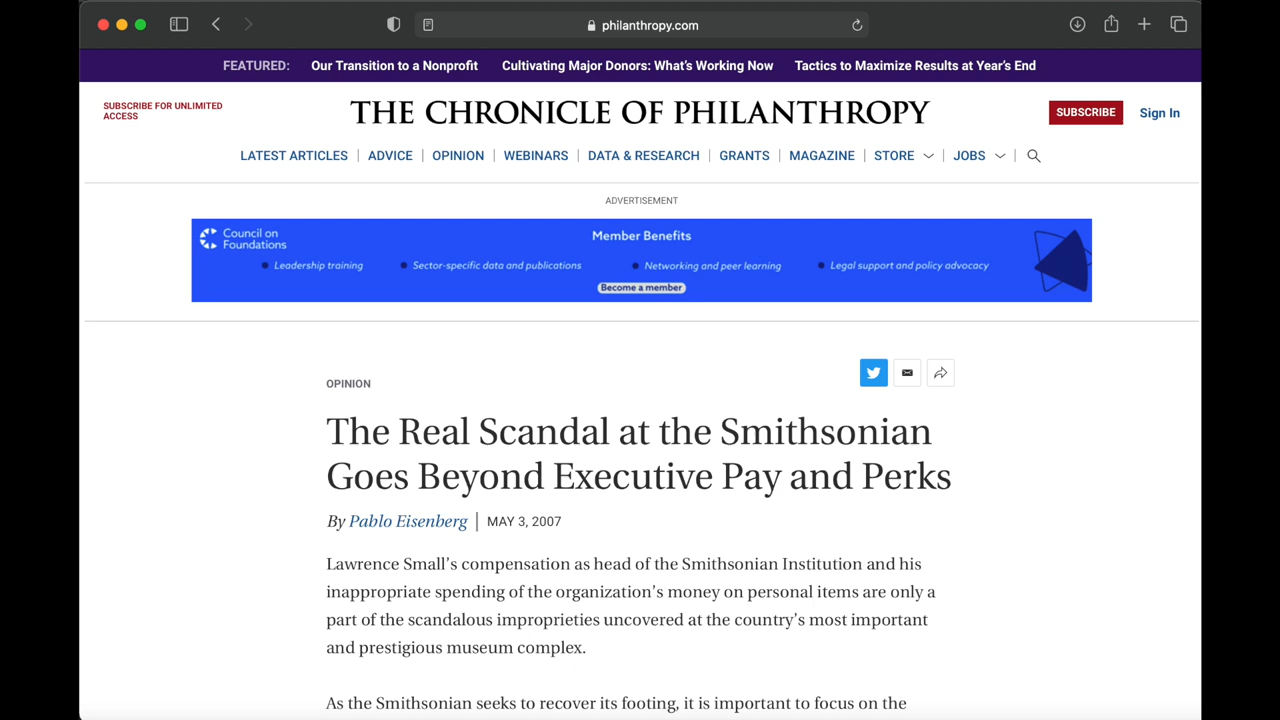 philanthropy.com
FEATURED: Our Transition to a Nonprofit Cultivating Major Donors: What's Working Now Tactics to Maximize Results at Year's End
SUBSCRIBE FOR UNLIMITED
ACCESS
THE CHRONICLE OF PHILANTHROPY
SUBSCRIBE Sign In
LATEST ARTICLES ADVICE OPINION WEBINARS DATA & RESEARCH GRANTS MAGAZINE STORE JOBS
ADVERTISEMENT
Council on
Foundations
Member Benefits
Leadership training Sector-specific data and publications Networking and peer learning Legal support and policy advocacy
Become a member
OPINION
The Real Scandal at the Smithsonian
Goes Beyond Executive Pay and Perks
By Pablo Eisenberg | MAY 3, 2007
Lawrence Small's compensation as head of the Smithsonian Institution and his
inappropriate spending of the organization's money on personal items are only a
part of the scandalous improprieties uncovered at the country's most important
and prestigious museum complex.
As the Smithsonian seeks to recover its footing, it is important to focus on the